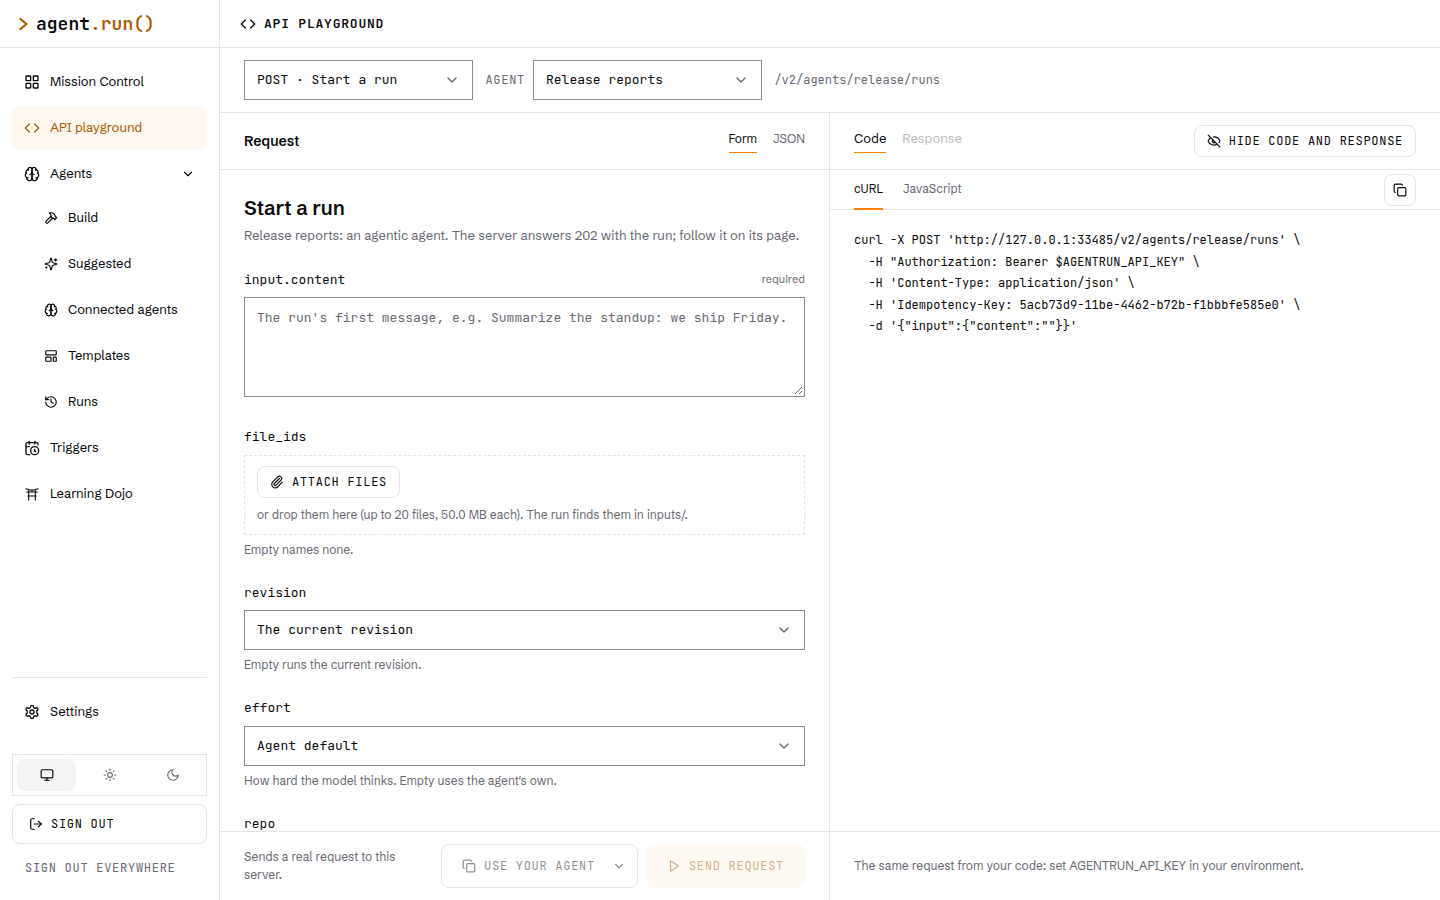 agent.run()
API PLAYGROUND
Mission Control
API playground
Agents
Build
Suggested
Connected agents
Templates
Runs
Triggers
Learning Dojo
Settings
SIGN OUT
SIGN OUT EVERYWHERE
POST · Start a run
AGENT
Release reports
/v2/agents/release/runs
Request
Form
JSON
Start a run
Release reports: an agentic agent. The server answers 202 with the run; follow it on its page.
input.content
required
The run's first message, e.g. Summarize the standup: we ship Friday.
file_ids
ATTACH FILES
or drop them here (up to 20 files, 50.0 MB each). The run finds them in inputs/.
Empty names none.
revision
The current revision
Empty runs the current revision.
effort
Agent default
How hard the model thinks. Empty uses the agent's own.
repo
Sends a real request to this
server.
USE YOUR AGENT
SEND REQUEST
Code
Response
HIDE CODE AND RESPONSE
cURL
JavaScript
curl -X POST 'http://127.0.0.1:33485/v2/agents/release/runs' \
-H "Authorization: Bearer $AGENTRUN_API_KEY" \
-H 'Content-Type: application/json' \
-H 'Idempotency-Key: 5acb73d9-11be-4462-b72b-f1bbbfe585e0' \
-d '{"input":{"content":""}}'
The same request from your code: set AGENTRUN_API_KEY in your environment.